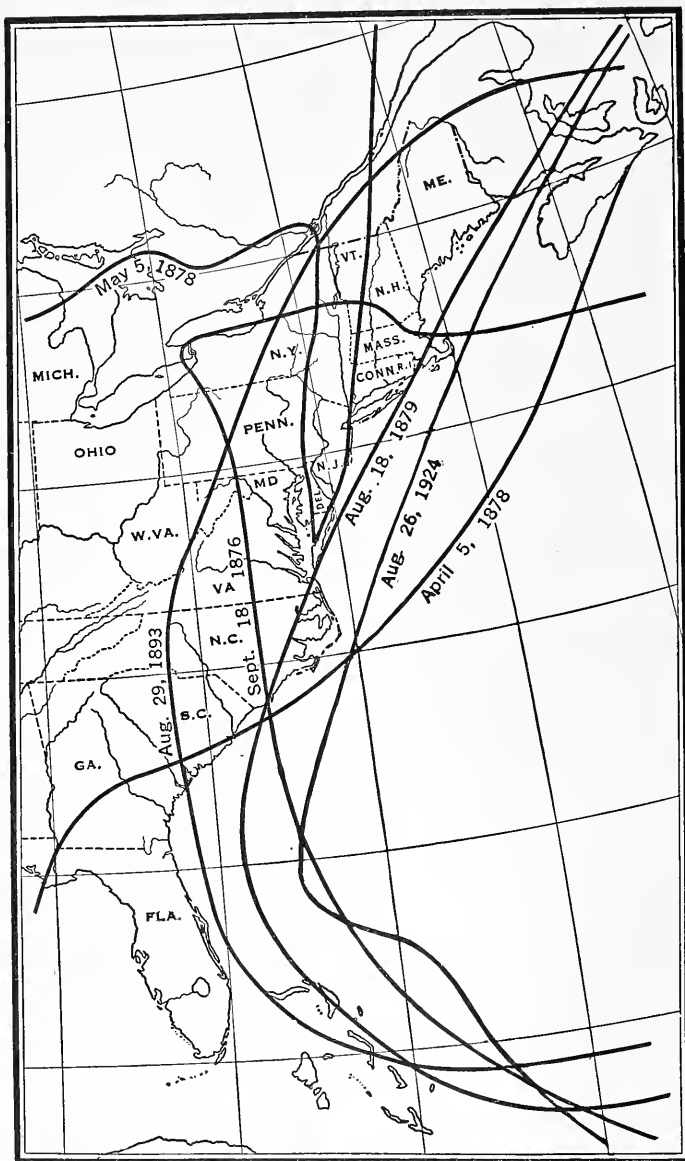 ME.
VT.
N.H.
May 5, 1878
MICH.
N.Y.
MASS.
CONN.
R.I.
OHIO
PENN.
N.J.
MD
DEL.
Aug. 18, 1879
Aug 26, 1924
April 5, 1878
W.VA.
VA
N.C.
Sept. 18 1876
Aug. 29, 1893
S.C.
GA.
FLA.